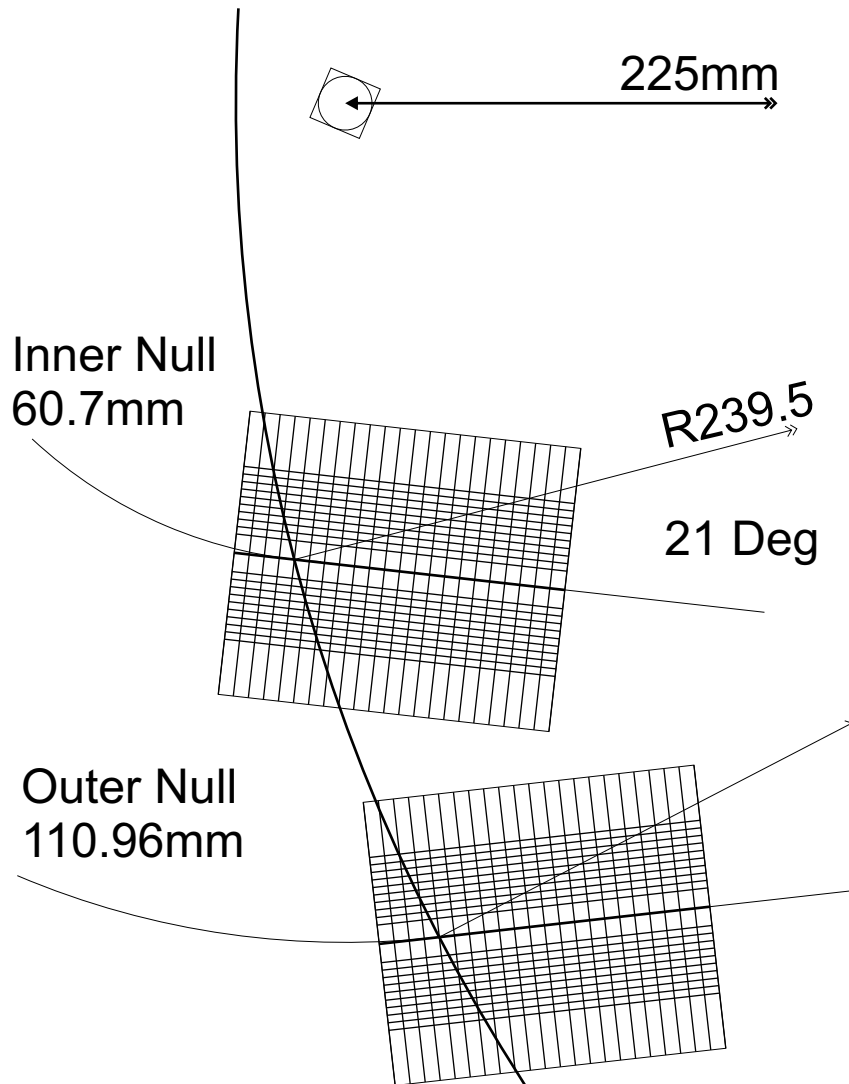 225mm
Inner Null
60.7mm
R239.5
21 Deg
Outer Null
110.96mm